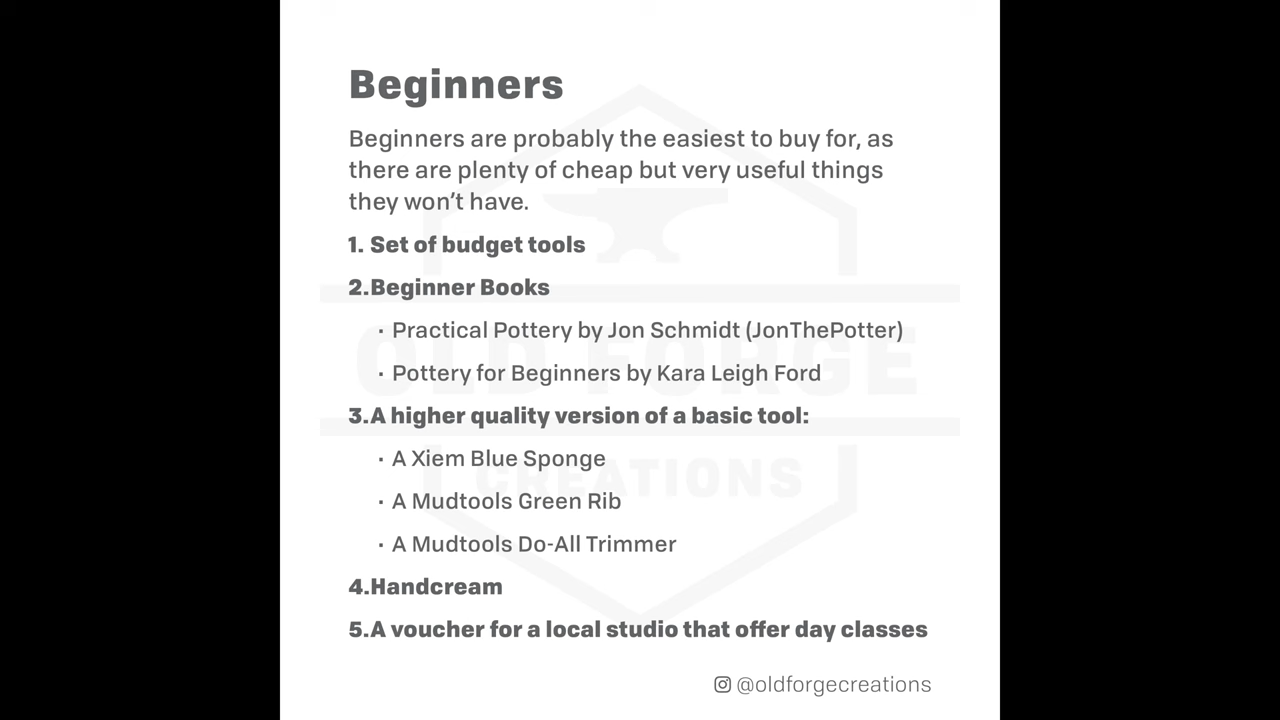 Beginners
Beginners are probably the easiest to buy for, as
there are plenty of cheap but very useful things
they won't have.
1. Set of budget tools
2.Beginner Books
· Practical Pottery by Jon Schmidt (JonThePotter)
· Pottery for Beginners by Kara Leigh Ford
3.A higher quality version of a basic tool:
· A Xiem Blue Sponge
· A Mudtools Green Rib
· A Mudtools Do-All Trimmer
4.Handcream
5.A voucher for a local studio that offer day classes
@oldforgecreations
OLD FORGE
CREATIONS